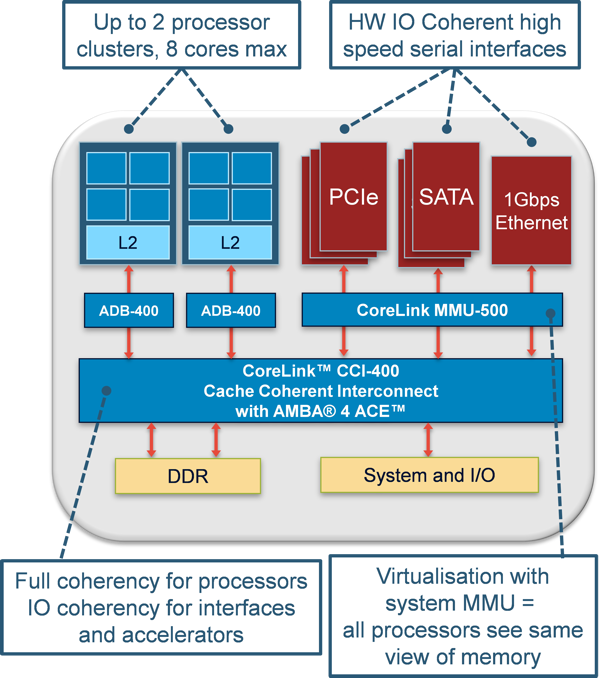 Up to 2 processor
clusters, 8 cores max
HW IO Coherent high
speed serial interfaces
L2
L2
PCIe
SATA
1Gbps
Ethernet
ADB-400
ADB-400
CoreLink MMU-500
CoreLink™ CCI-400
Cache Coherent Interconnect
with AMBA® 4 ACE™
DDR
System and I/O
Full coherency for processors
IO coherency for interfaces
and accelerators
Virtualisation with
system MMU =
all processors see same
view of memory